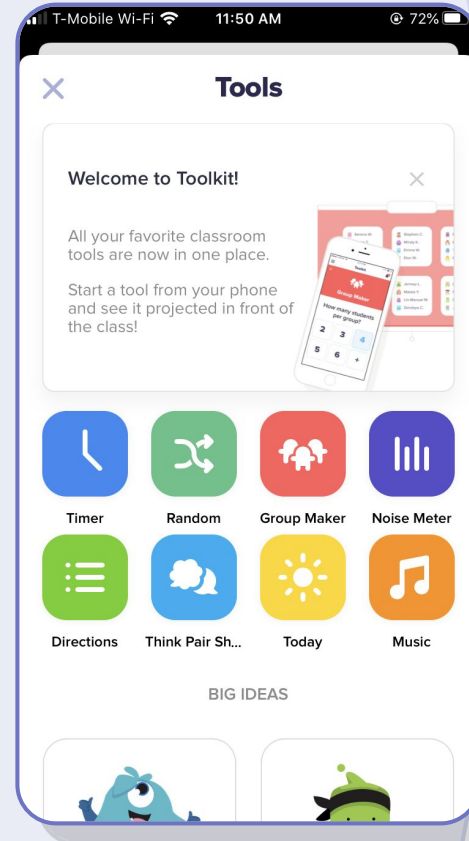 T-Mobile Wi-Fi 11:50 AM 72%
Tools
Welcome to Toolkit!
All your favorite classroom
tools are now in one place.
Start a tool from your phone
and see it projected in front of
the class!
Group Maker
How many students
per group?
2 3 4
5 6 +
Timer Random Group Maker Noise Meter
Directions Think Pair Sh... Today Music
BIG IDEAS